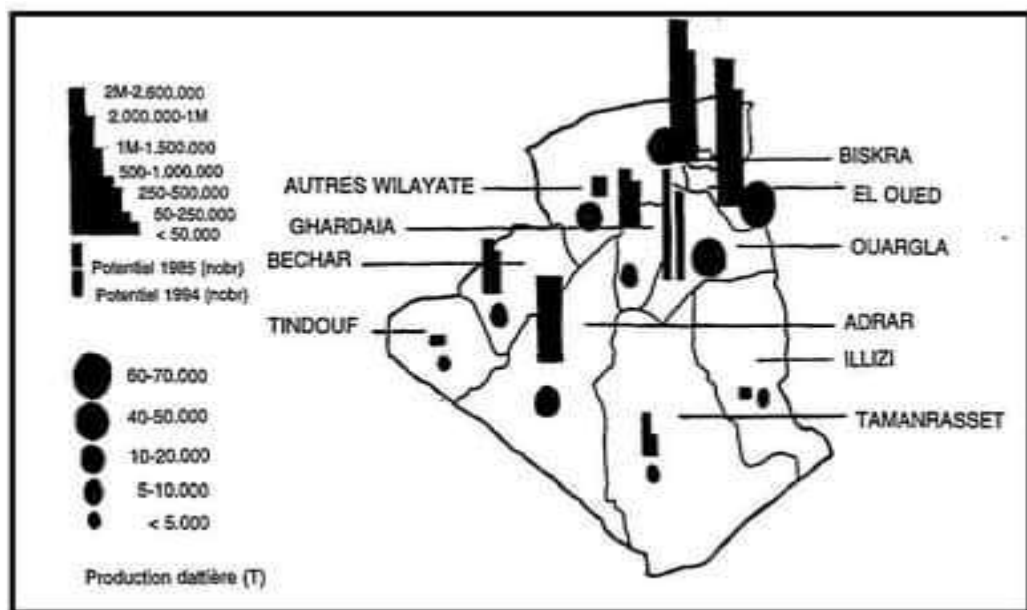 2M-2.600.000
2.000.000-1M
1M-1.500.000
500-1.000.000
250-500.000
50-250.000
< 50.000
Potentiel 1985 (nobr)
Potentiel 1994 (nobr)
60-70.000
40-50.000
10-20.000
5-10.000
< 5.000
Production dattière (T)
AUTRES WILAYATE
GHARDAIA
BECHAR
TINDOUF
BISKRA
EL OUED
OUARGLA
ADRAR
ILLIZI
TAMANRASSET